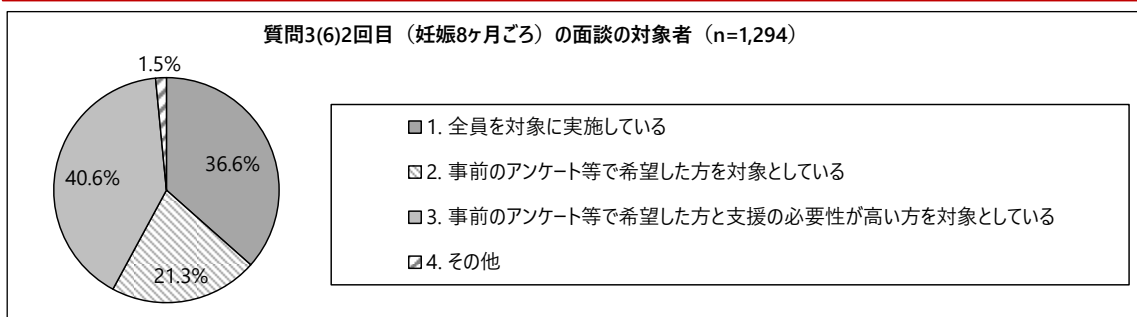 質問3(6)2回目（妊娠8ヶ月ごろ）の面談の対象者（n=1,294）
1.5%
36.6%
40.6%
21.3%
1. 全員を対象に実施している
2. 事前のアンケート等で希望した方を対象としている
3. 事前のアンケート等で希望した方と支援の必要性が高い方を対象としている
4. その他